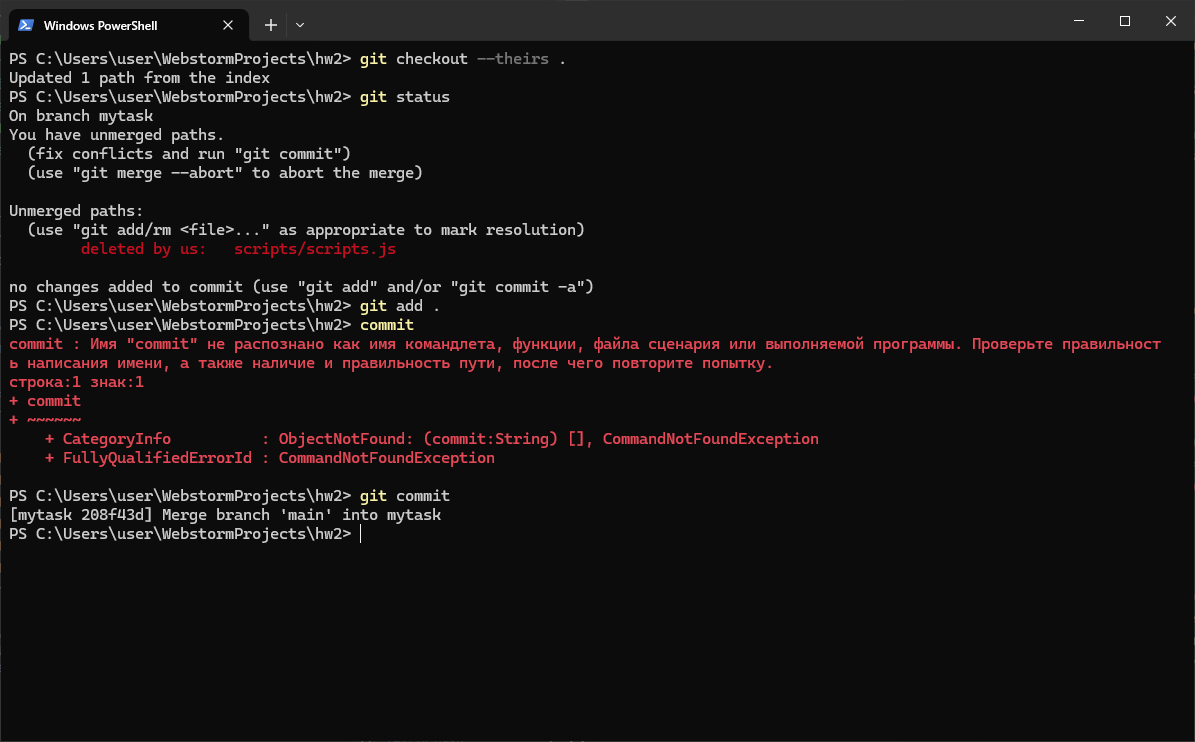 Windows PowerShell
PS C:\Users\user\WebstormProjects\hw2> git checkout --theirs .
Updated 1 path from the index
PS C:\Users\user\WebstormProjects\hw2> git status
On branch mytask
You have unmerged paths.
  (fix conflicts and run "git commit")
  (use "git merge --abort" to abort the merge)

Unmerged paths:
  (use "git add/rm <file>..." as appropriate to mark resolution)
        deleted by us:   scripts/scripts.js

no changes added to commit (use "git add" and/or "git commit -a")
PS C:\Users\user\WebstormProjects\hw2> git add .
PS C:\Users\user\WebstormProjects\hw2> commit
commit : Имя "commit" не распознано как имя командлета, функции, файла сценария или выполняемой программы. Проверьте правильност
ь написания имени, а также наличие и правильность пути, после чего повторите попытку.
строка:1 знак:1
+ commit
+ ~~~~~~
    + CategoryInfo          : ObjectNotFound: (commit:String) [], CommandNotFoundException
    + FullyQualifiedErrorId : CommandNotFoundException

PS C:\Users\user\WebstormProjects\hw2> git commit
[mytask 208f43d] Merge branch 'main' into mytask
PS C:\Users\user\WebstormProjects\hw2>